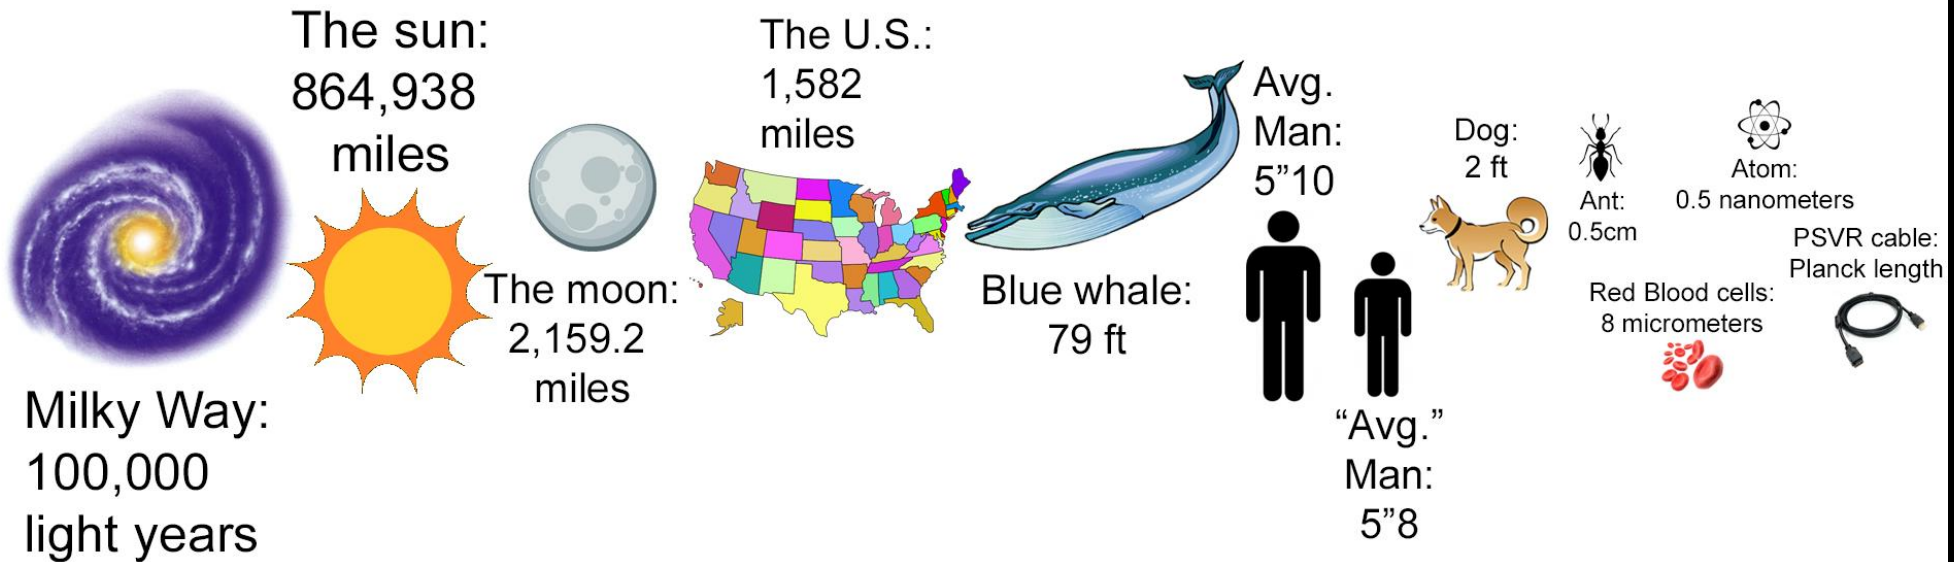 Milky Way:
100,000
light years
The sun:
864,938
miles
The moon:
2,159.2
miles
The U.S.:
1,582
miles
Blue whale:
79 ft
Avg.
Man:
5”10
“Avg.”
Man:
5”8
Dog:
2 ft
Ant:
0.5cm
Red Blood cells:
8 micrometers
Atom:
0.5 nanometers
PSVR cable:
Planck length